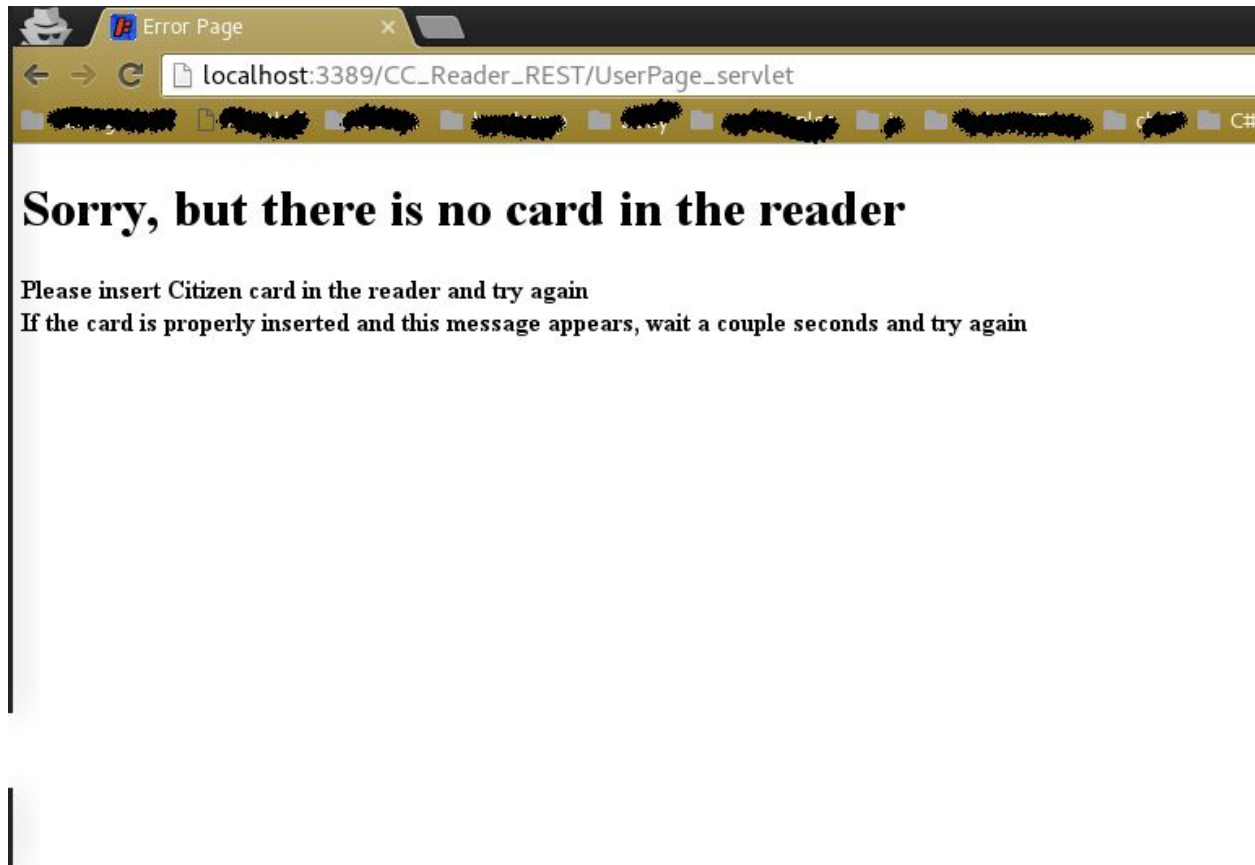 Error Page
localhost:3389/CC_Reader_REST/UserPage_servlet
C#
Sorry, but there is no card in the reader
Please insert Citizen card in the reader and try again
If the card is properly inserted and this message appears, wait a couple seconds and try again